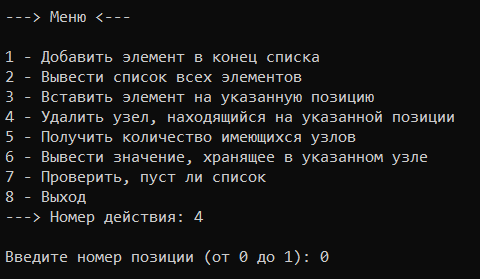 ---> Меню <---
1 - Добавить элемент в конец списка
2 - Вывести список всех элементов
3 - Вставить элемент на указанную позицию
4 - Удалить узел, находящийся на указанной позиции
5 - Получить количество имеющихся узлов
6 - Вывести значение, хранящее в указанном узле
7 - Проверить, пуст ли список
8 - Выход
---> Номер действия: 4
Введите номер позиции (от 0 до 1): 0